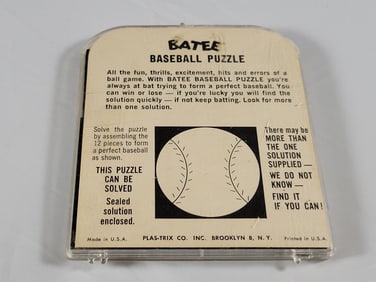 BATEE
BASEBALL PUZZLE
All the fun, thrills, excitement, hits and errors of a
ball game. With BATEE BASEBALL PUZZLE you're
always at bat trying to form a perfect baseball. You
can win or lose — if you're lucky you will find the
solution quickly — if not keep batting. Look for more
than one solution.
Solve the puzzle
by assembling the
12 pieces to form
a perfect baseball
as shown.
THIS PUZZLE
CAN BE
SOLVED
Sealed
solution
enclosed.
There may be
MORE THAN
THE ONE
SOLUTION
SUPPLIED —
WE DO NOT
KNOW —
FIND IT
IF YOU CAN!
Made in U.S.A.
PLAS-TRIX CO. INC. BROOKLYN 8, N.Y.
Printed in U.S.A.